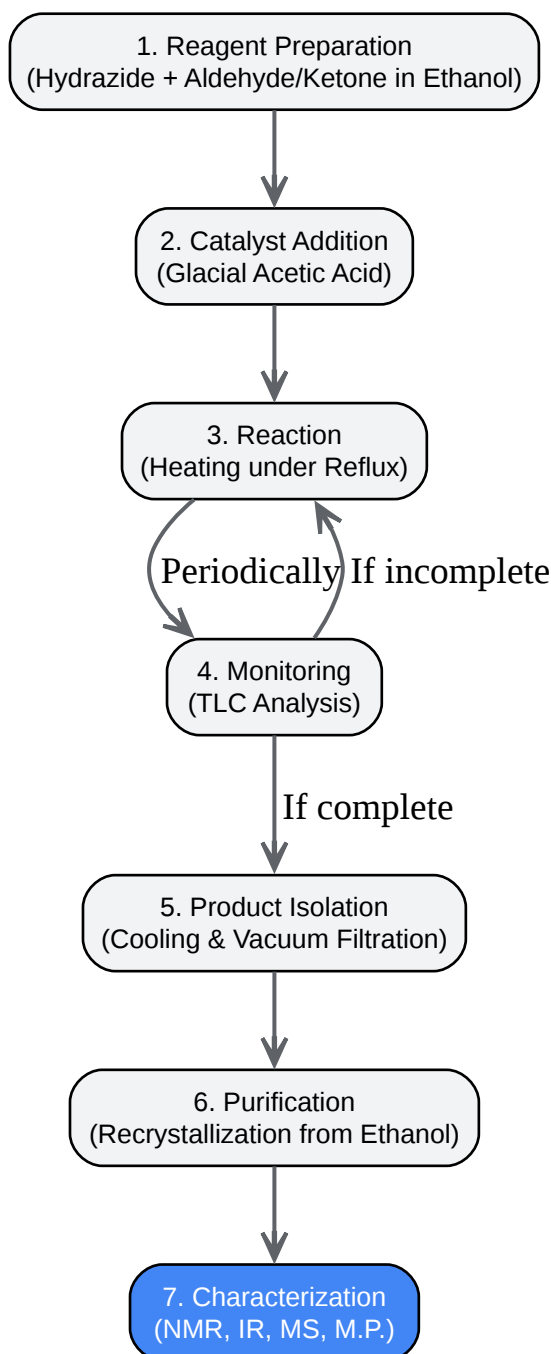 1. Reagent Preparation
(Hydrazide + Aldehyde/Ketone in Ethanol)
2. Catalyst Addition
(Glacial Acetic Acid)
3. Reaction
(Heating under Reflux)
Periodically
If incomplete
4. Monitoring
(TLC Analysis)
If complete
5. Product Isolation
(Cooling & Vacuum Filtration)
6. Purification
(Recrystallization from Ethanol)
7. Characterization
(NMR, IR, MS, M.P.)